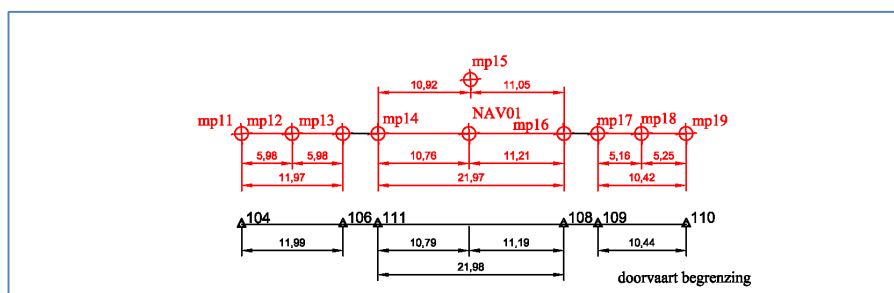 mp15
10,92 11,05
mp11 mp12 mp13 mp14 NAV01 mp16 mp17 mp18 mp19
5,98 5,98 10,76 11,21 5,16 5,25
11,97 21,97 10,42
104 106 111 108 109 110
11,99 10,79 11,19 10,44
21,98
doorvaart begrenzing